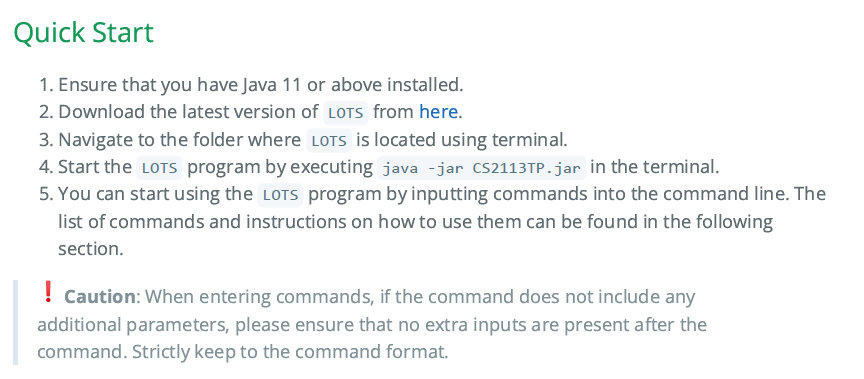 Quick Start
1. Ensure that you have Java 11 or above installed.
2. Download the latest version of LOTS from here.
3. Navigate to the folder where LOTS is located using terminal.
4. Start the LOTS program by executing java -jar CS2113TP.jar in the terminal.
5. You can start using the LOTS program by inputting commands into the command line. The
list of commands and instructions on how to use them can be found in the following
section.
❗ Caution: When entering commands, if the command does not include any
additional parameters, please ensure that no extra inputs are present after the
command. Strictly keep to the command format.